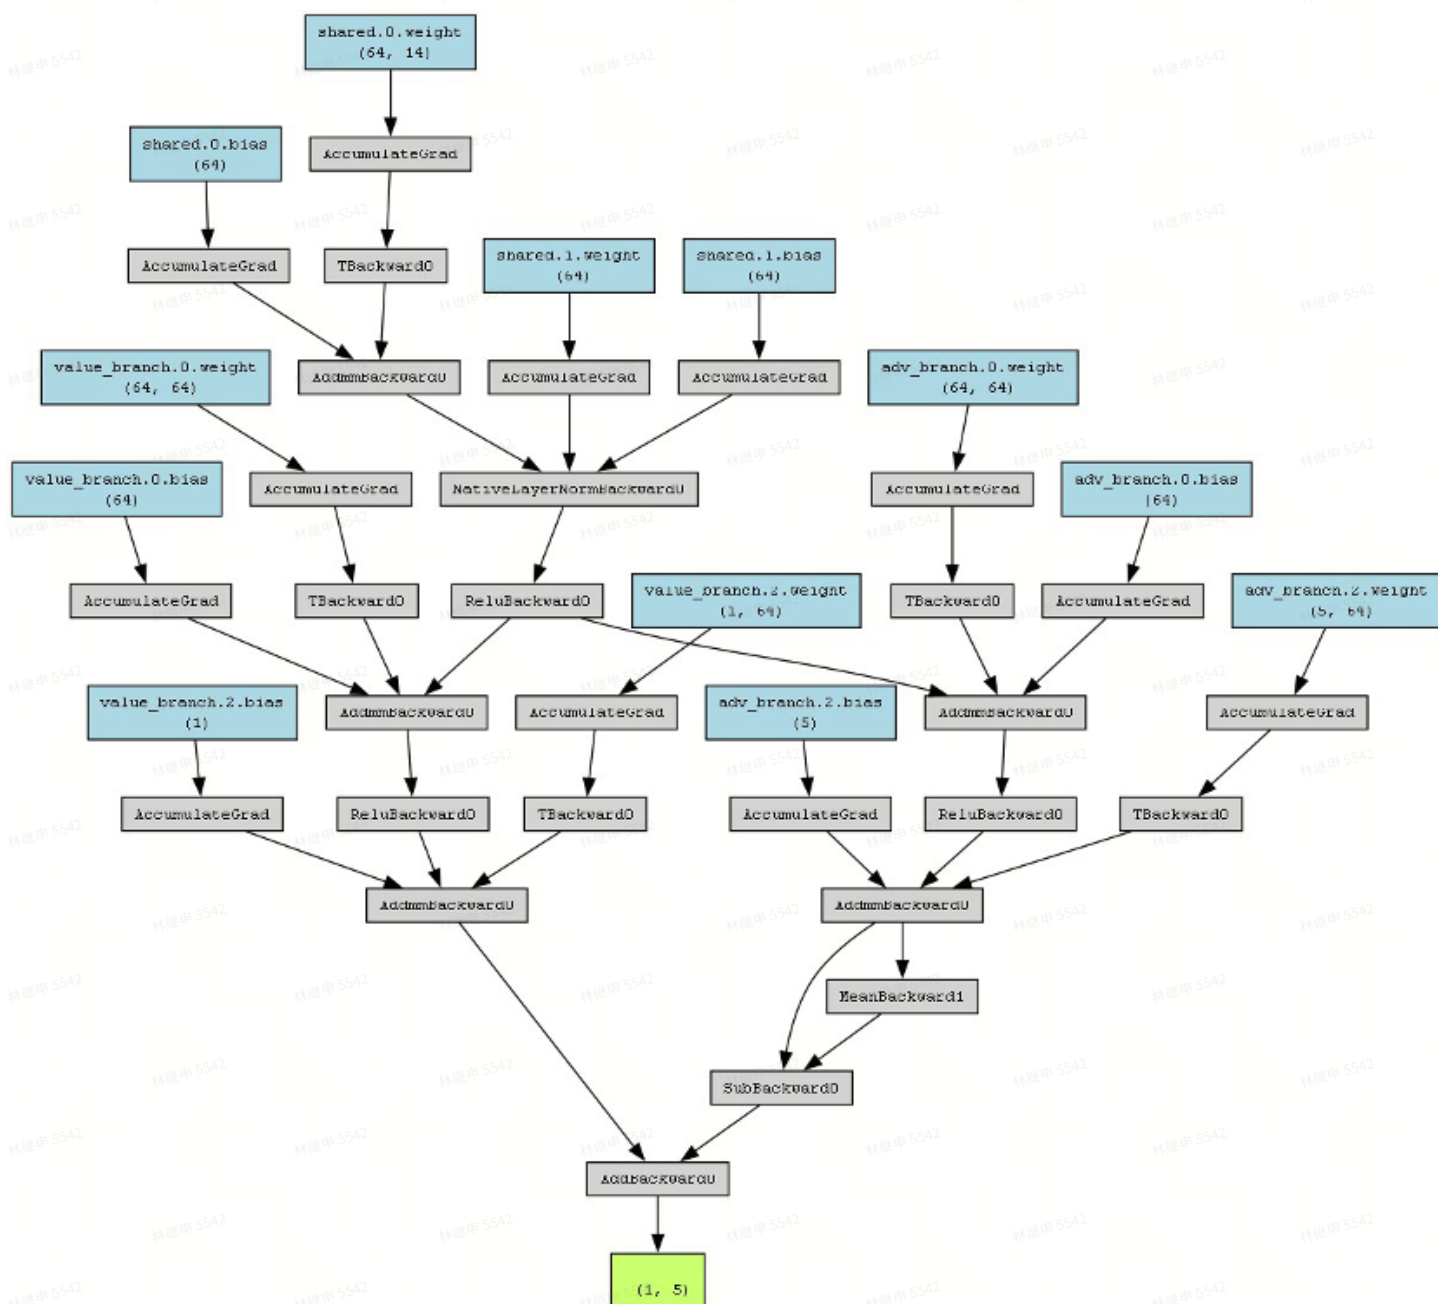 shared.0.weight
(64, 14)
shared.0.bias
(64)
AccumulateGrad
AccumulateGrad
TBackward0
shared.1.weight
(64)
shared.1.bias
(64)
value_branch.0.weight
(64, 64)
AddmmBackward0
AccumulateGrad
AccumulateGrad
adv_branch.0.weight
(64, 64)
value_branch.0.bias
(64)
AccumulateGrad
NativeLayerNormBackward0
AccumulateGrad
adv_branch.0.bias
(64)
AccumulateGrad
TBackward0
ReluBackward0
value_branch.2.weight
(1, 64)
TBackward0
AccumulateGrad
adv_branch.2.weight
(5, 64)
value_branch.2.bias
(1)
AddmmBackward0
AccumulateGrad
adv_branch.2.bias
(5)
AddmmBackward0
AccumulateGrad
AccumulateGrad
ReluBackward0
TBackward0
AccumulateGrad
ReluBackward0
TBackward0
AddmmBackward0
AddmmBackward0
MeanBackward1
SubBackward0
AddBackward0
(1, 5)
林继申 5542